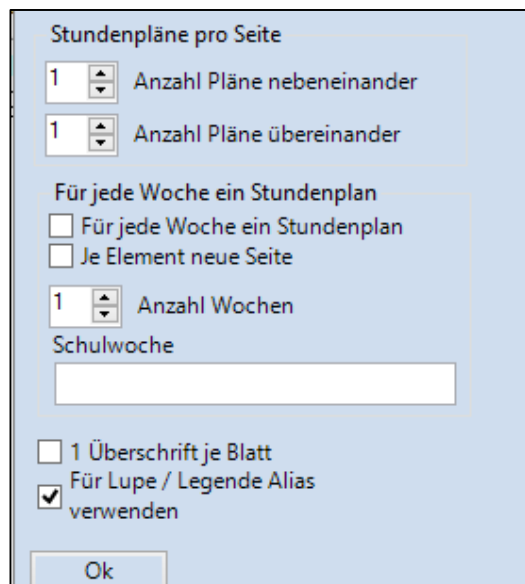 Stundenpläne pro Seite
1 Anzahl Pläne nebeneinander
1 Anzahl Pläne übereinander
Für jede Woche ein Stundenplan
Für jede Woche ein Stundenplan
Je Element neue Seite
1 Anzahl Wochen
Schulwoche
1 Überschrift je Blatt
Für Lupe / Legende Alias
verwenden
Ok